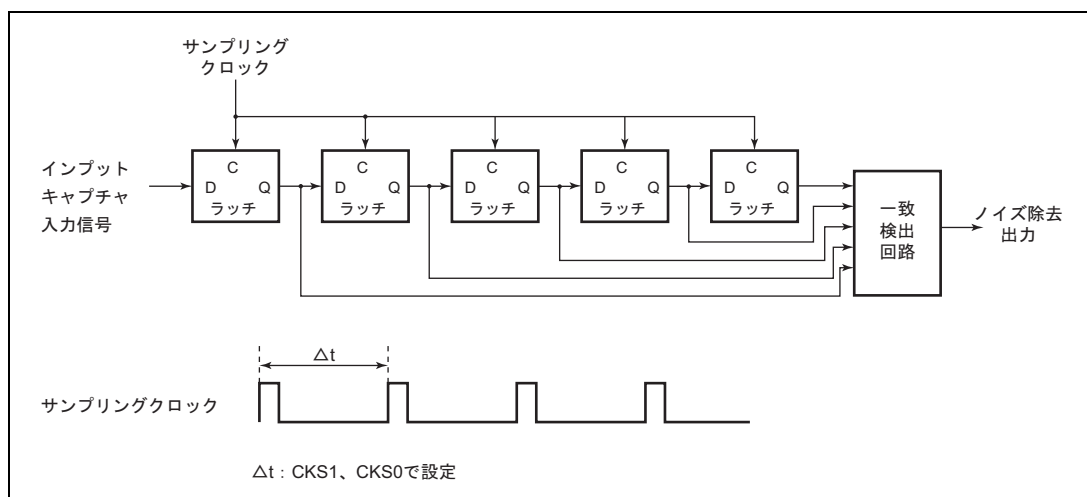 サンプリング
クロック
インプット
キャプチャ
入力信号
C
D Q
ラッチ
C
D Q
ラッチ
C
D Q
ラッチ
C
D Q
ラッチ
C
D Q
ラッチ
一致
検出
回路
ノイズ除去
出力
△t
サンプリングクロック
△t：CKS1、CKS0で設定